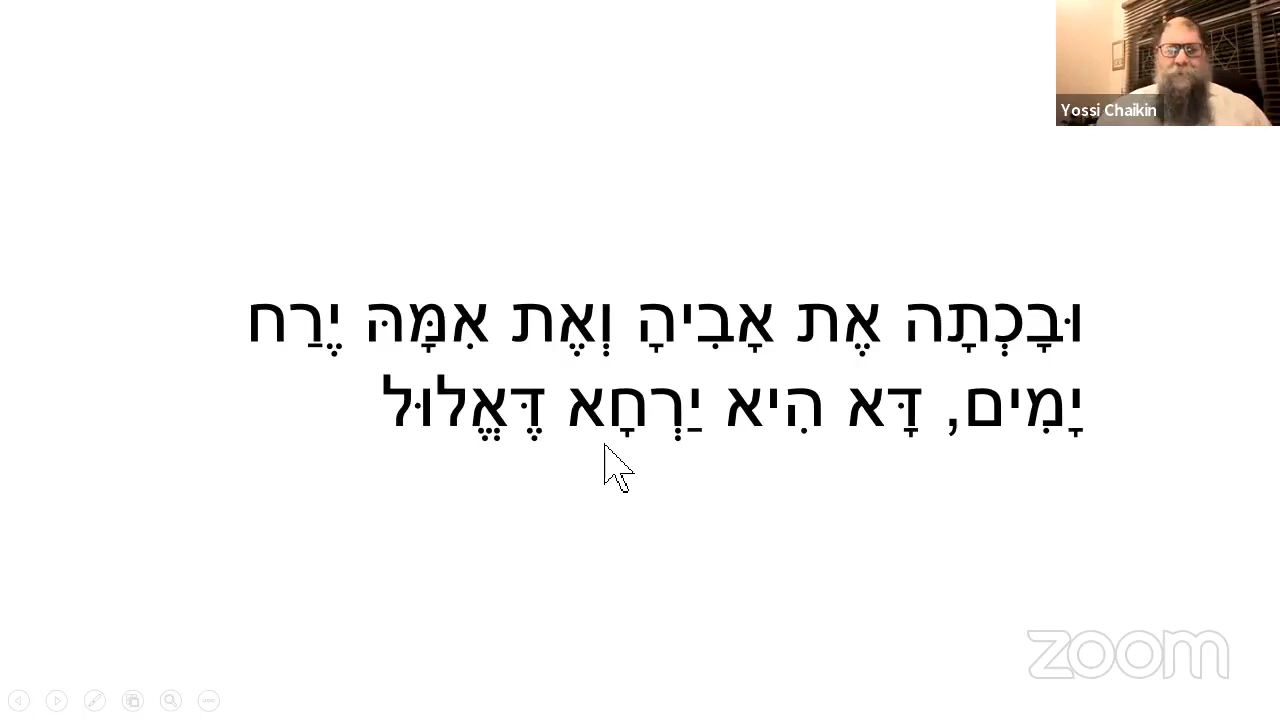 Yossi Chaikin
וּבָכְתָה אֶת אָבִיהָ וְאֶת אִמָּהּ יֶרַח
יָמִים, דָּא הִיא יַרְחָא דֶּאֱלוּל
zoom